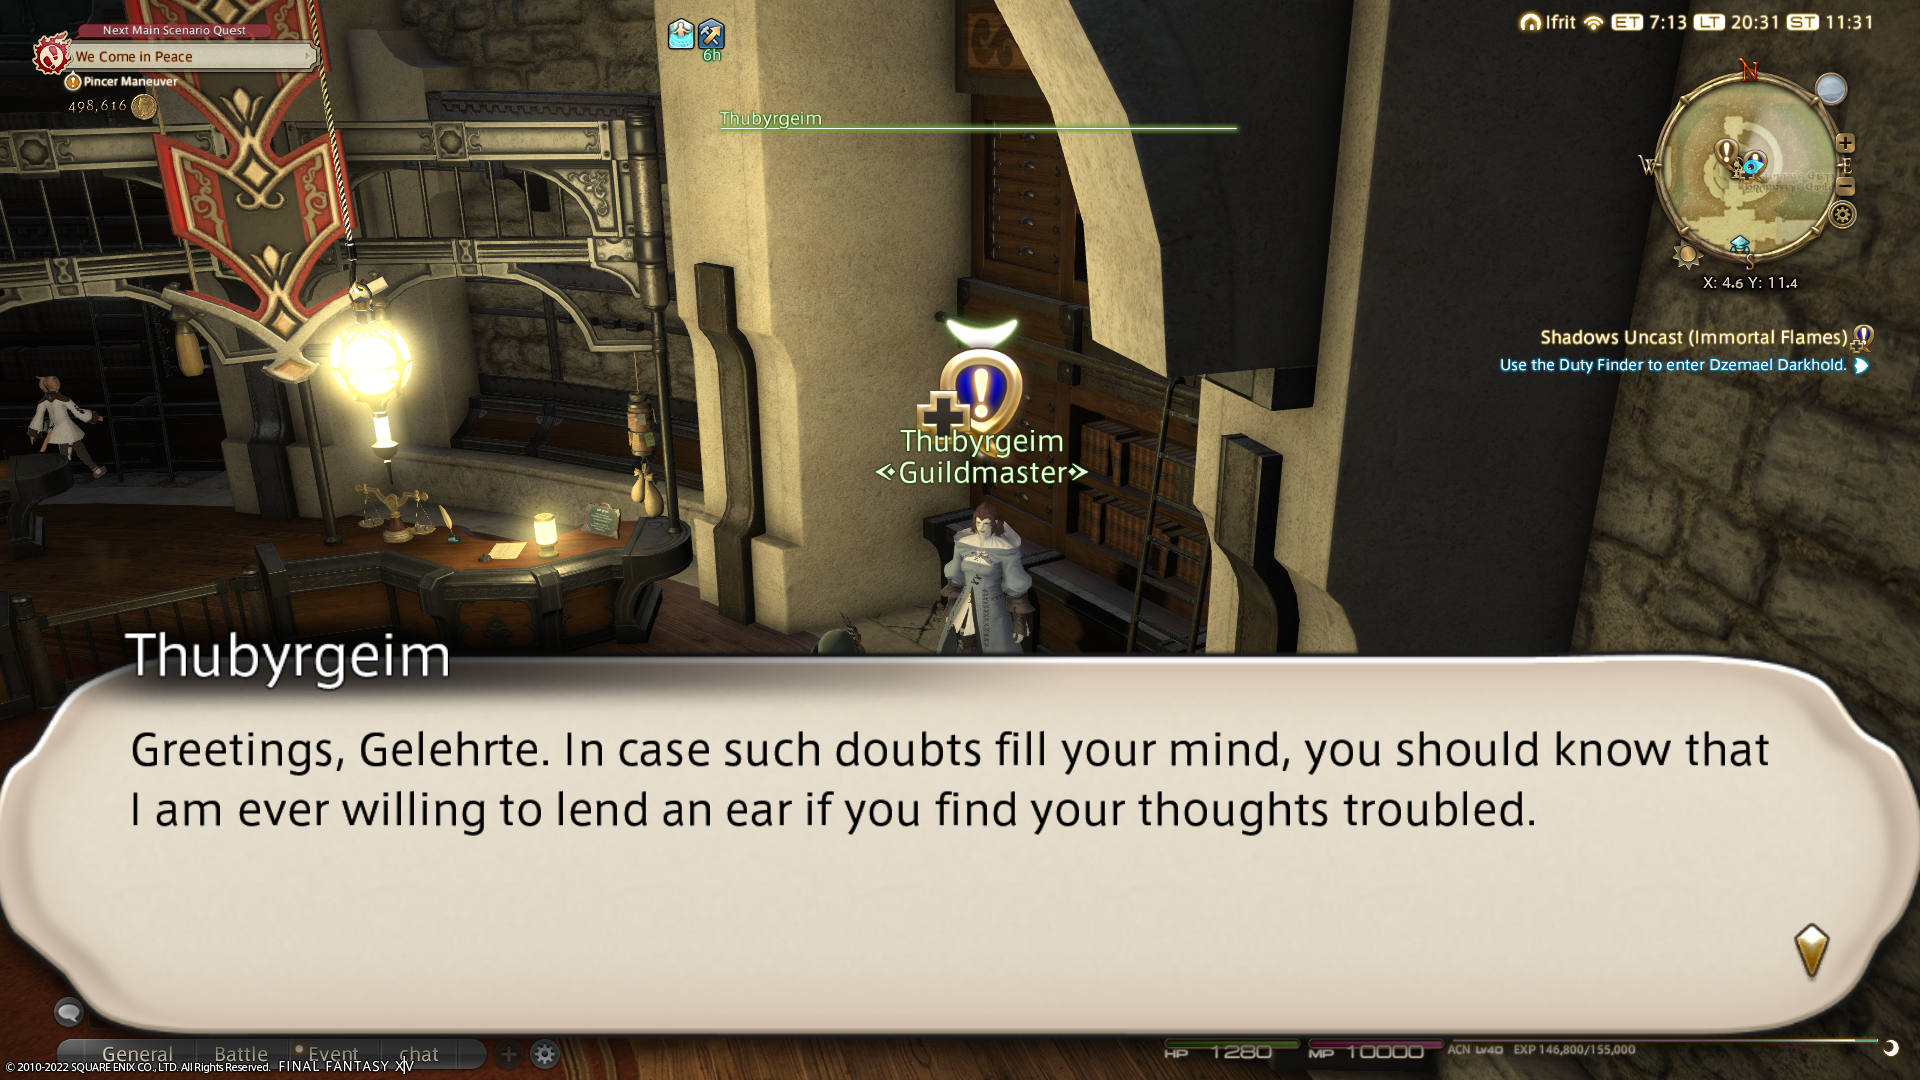 Next Main Scenario Quest
We Come in Peace
Pincer Maneuver
498,616
6h
Thubyrgeim
Ifrit ET 7:13 LT 20:31 ST 11:31
N
W
E
S
X: 4.6 Y: 11.4
Shadows Uncast (Immortal Flames)
Use the Duty Finder to enter Dzemael Darkhold.
Thubyrgeim
Guildmaster
Thubyrgeim
Greetings, Gelehrte. In case such doubts fill your mind, you should know that
I am ever willing to lend an ear if you find your thoughts troubled.
General Battle Event chat
HP 1280 MP 10000 ACN Lv40 EXP 146,800/155,000
© 2010-2022 SQUARE ENIX CO., LTD. All Rights Reserved. FINAL FANTASY XIV